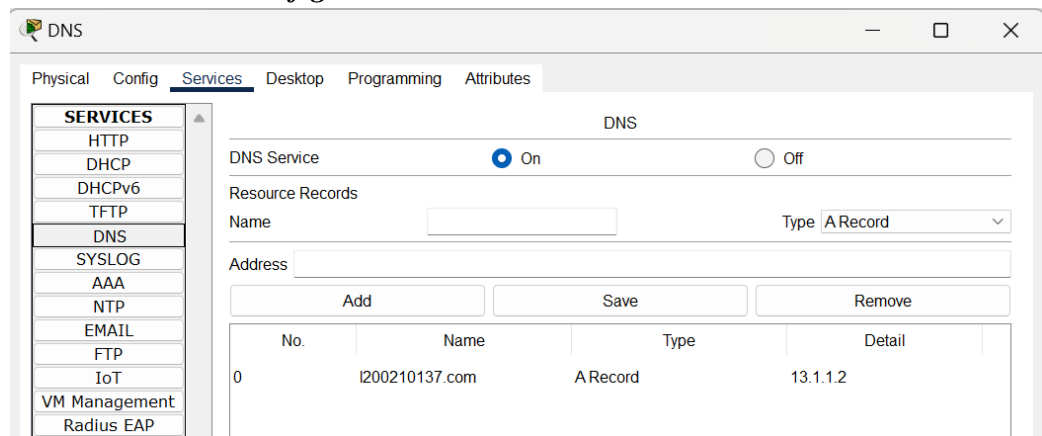 DNS
Physical Config Services Desktop Programming Attributes
SERVICES
HTTP
DHCP
DHCPv6
TFTP
DNS
SYSLOG
AAA
NTP
EMAIL
FTP
IoT
VM Management
Radius EAP
DNS
DNS Service On Off
Resource Records
Name Type A Record
Address
Add Save Remove
No. Name Type Detail
0 l200210137.com A Record 13.1.1.2